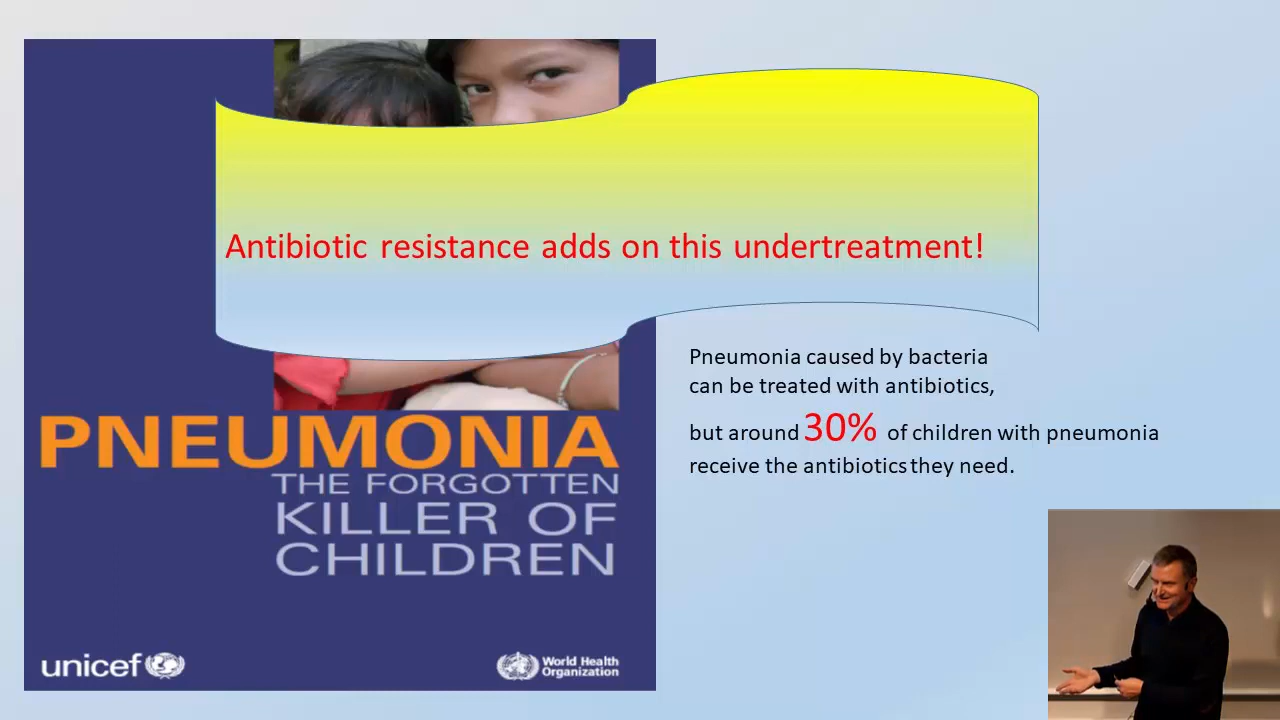 Antibiotic resistance adds on this undertreatment!
Pneumonia caused by bacteria
can be treated with antibiotics,
but around 30% of children with pneumonia
receive the antibiotics they need.
PNEUMONIA
THE FORGOTTEN
KILLER OF
CHILDREN
unicef
World Health
Organization